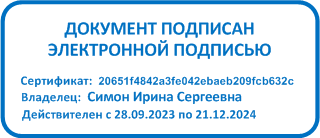 ДОКУМЕНТ ПОДПИСАН
ЭЛЕКТРОННОЙ ПОДПИСЬЮ
Сертификат: 20651f4842a3fe042ebaeb209fcb632c
Владелец: Симон Ирина Сергеевна
Действителен с 28.09.2023 по 21.12.2024